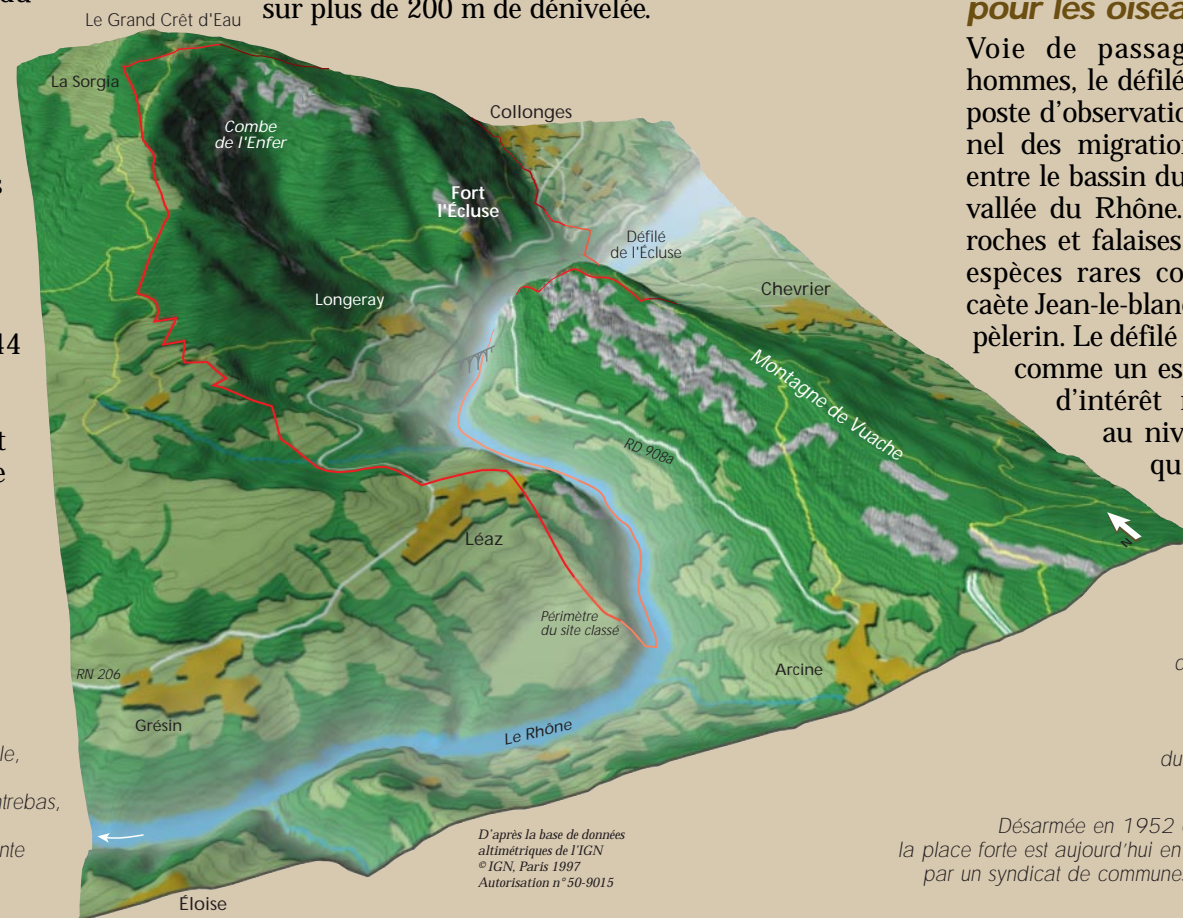 au
sur plus de 200 m de dénivelée.
Le Grand Crêt d'Eau
La Sorgia
Combe
de l'Enfer
Collonges
Fort
l'Écluse
Défilé
de l'Écluse
Longeray
Chevrier
Montagne de Vuache
RD 908a
Léaz
Périmètre
du site classé
N
RN 206
Grésin
Arcine
Le Rhône
Éloise
D'après la base de données
altimétriques de l'IGN
© IGN, Paris 1997
Autorisation n° 50-9015
pour les oisea
Voie de passag
hommes, le défilé
poste d'observatio
nel des migration
entre le bassin du
vallée du Rhône.
roches et falaises
espèces rares co
caète Jean-le-blanc
pèlerin. Le défilé
comme un es
d'intérêt
au niv
qu
s
14
t
e
le,
ntrebas,
nte
du
Désarmée en 1952
la place forte est aujourd'hui en
par un syndicat de communes